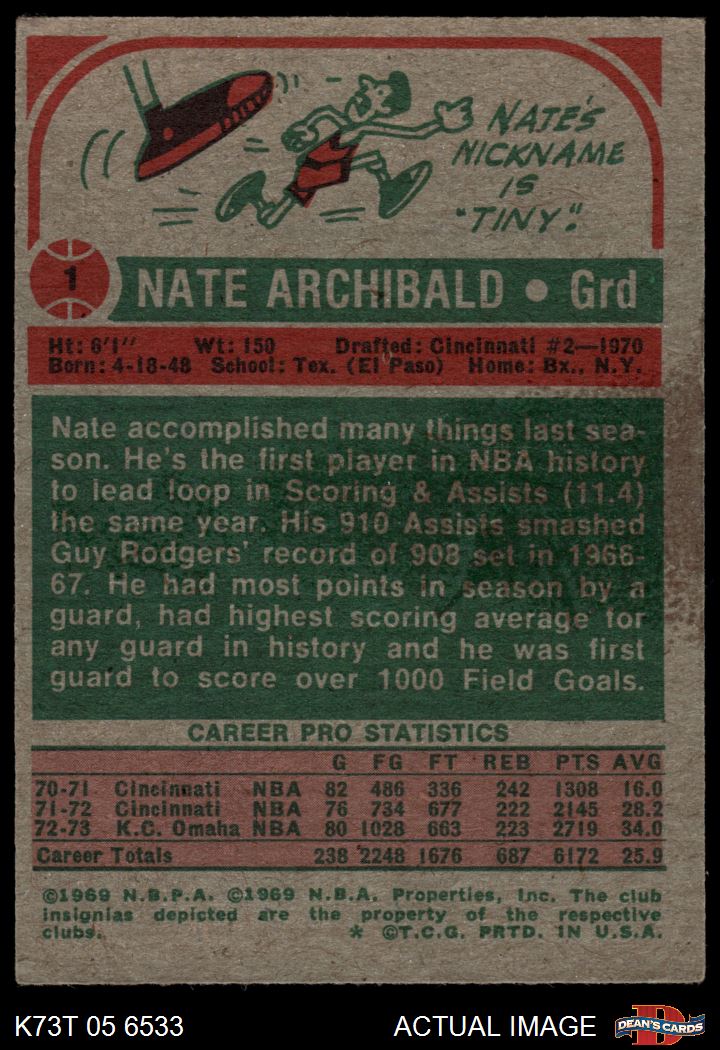 NATE'S
NICKNAME
IS
"TINY."
1
NATE ARCHIBALD • Grd
Ht: 6'1" Wt: 150 Drafted: Cincinnati #2—1970
Born: 4-18-48 School: Tex. (El Paso) Home: Bx., N.Y.
Nate accomplished many things last sea-
son. He's the first player in NBA history
to lead loop in Scoring & Assists (11.4)
the same year. His 910 Assists smashed
Guy Rodgers' record of 908 set in 1966-
67. He had most points in season by a
guard, had highest scoring average for
any guard in history and he was first
guard to score over 1000 Field Goals.
CAREER PRO STATISTICS
G FG FT REB PTS AVG
70-71 Cincinnati NBA 82 486 336 242 1308 16.0
71-72 Cincinnati NBA 76 734 677 222 2145 28.2
72-73 K.C. Omaha NBA 80 1028 663 223 2719 34.0
Career Totals 238 2248 1676 687 6172 25.9
©1969 N.B.P.A. ©1969 N.B.A. Properties, Inc. The club
insignias depicted are the property of the respective
clubs. * ©T.C.G. PRTD. IN U.S.A.
K73T 05 6533 ACTUAL IMAGE D DEAN'S CARDS